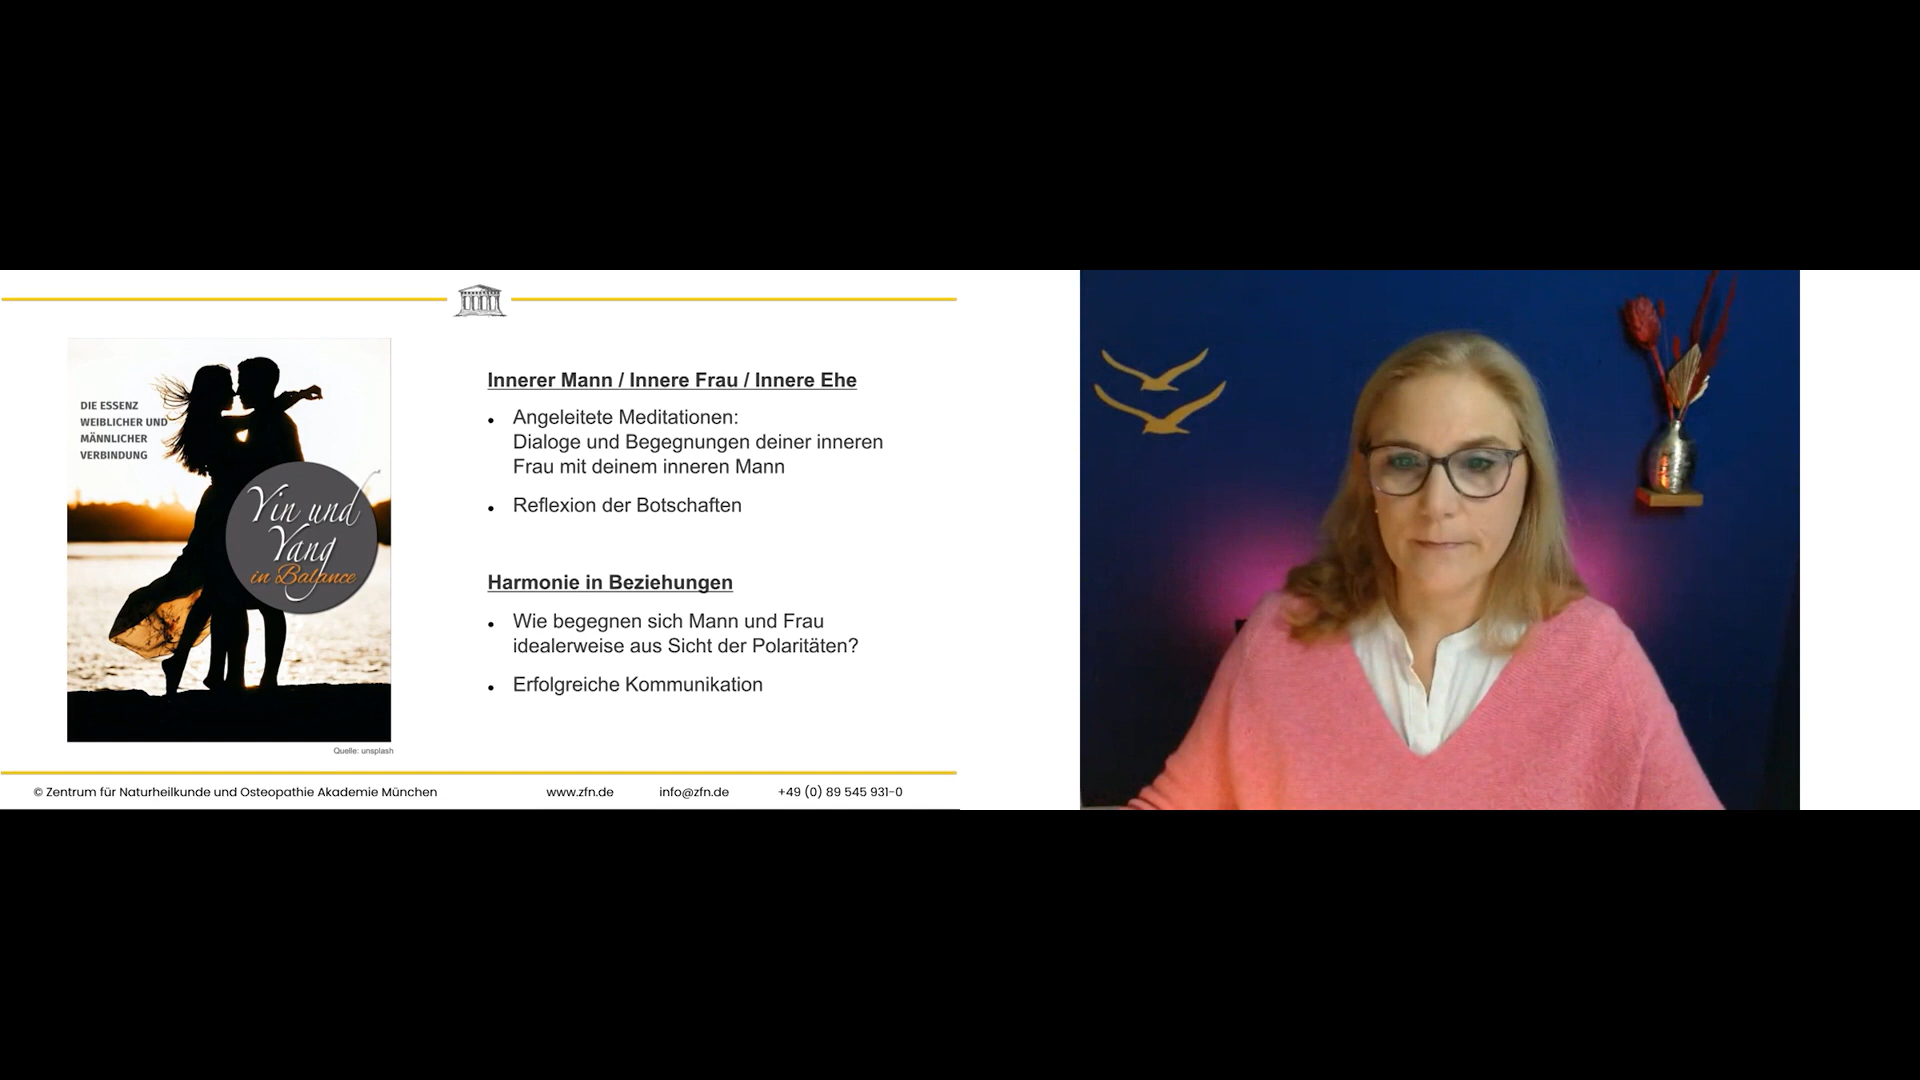 DIE ESSENZ
WEIBLICHER UND
MÄNNLICHER
VERBINDUNG
Yin und
Yang
in Balance
Quelle: unsplash
Innerer Mann / Innere Frau / Innere Ehe
• Angeleitete Meditationen:
Dialoge und Begegnungen deiner inneren
Frau mit deinem inneren Mann
• Reflexion der Botschaften
Harmonie in Beziehungen
• Wie begegnen sich Mann und Frau
idealerweise aus Sicht der Polaritäten?
• Erfolgreiche Kommunikation
© Zentrum für Naturheilkunde und Osteopathie Akademie München www.zfn.de info@zfn.de +49 (0) 89 545 931-0